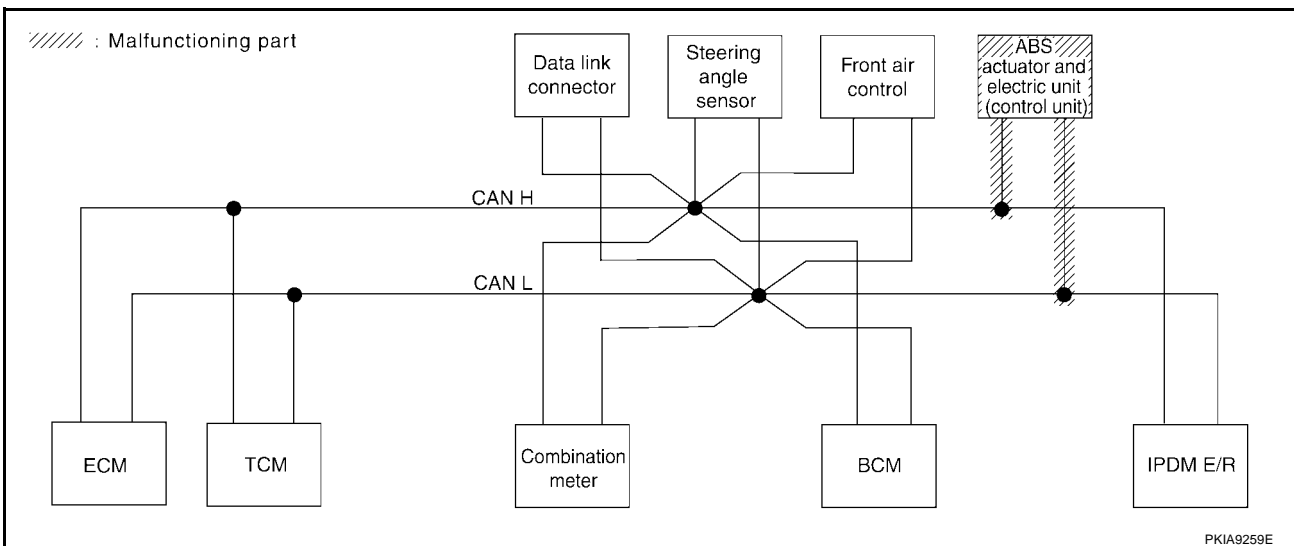 : Malfunctioning part
Data link
connector
Steering
angle
sensor
Front air
control
ABS
actuator and
electric unit
(control unit)
CAN H
CAN L
ECM
TCM
Combination
meter
BCM
IPDM E/R
PKIA9259E